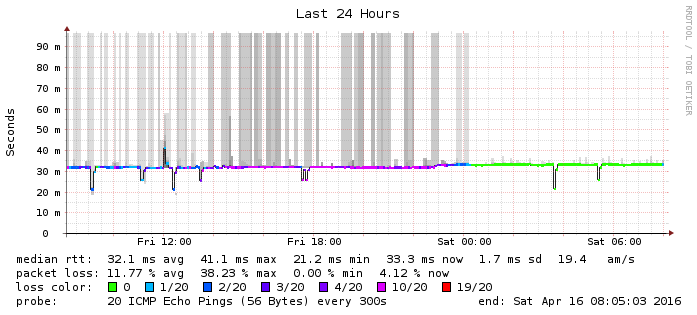 Last 24 Hours
RRDTOOL / TOBI OETIKER
Seconds
90 m
80 m
70 m
60 m
50 m
40 m
30 m
20 m
10 m
0
Fri 12:00 Fri 18:00 Sat 00:00 Sat 06:00
median rtt: 32.1 ms avg 41.1 ms max 21.2 ms min 33.3 ms now 1.7 ms sd 19.4 am/s
packet loss: 11.77 % avg 38.23 % max 0.00 % min 4.12 % now
loss color: 0 1/20 2/20 3/20 4/20 10/20 19/20
probe: 20 ICMP Echo Pings (56 Bytes) every 300s end: Sat Apr 16 08:05:03 2016